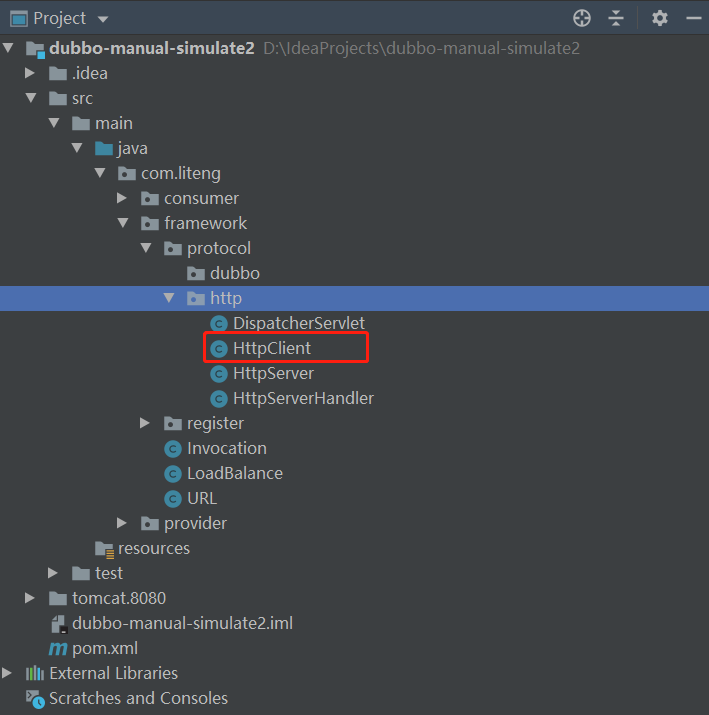 Project
dubbo-manual-simulate2 D:\IdeaProjects\dubbo-manual-simulate2
.idea
src
main
java
com.liteng
consumer
framework
protocol
dubbo
http
C DispatcherServlet
C HttpClient
C HttpServer
C HttpServerHandler
register
C Invocation
C LoadBalance
C URL
provider
resources
test
tomcat.8080
dubbo-manual-simulate2.iml
m pom.xml
External Libraries
Scratches and Consoles